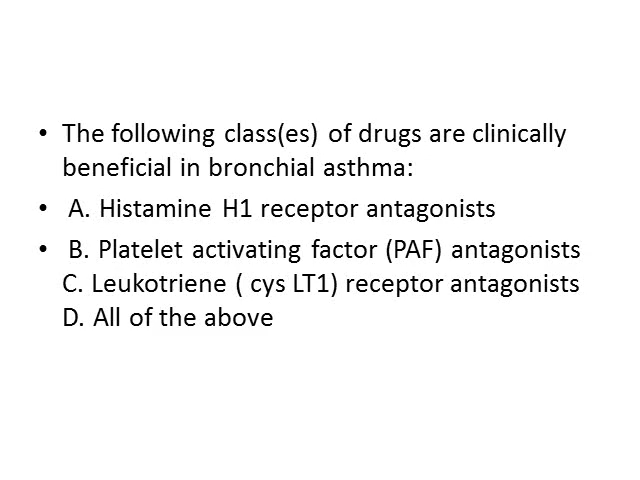 • The following class(es) of drugs are clinically
beneficial in bronchial asthma:
• A. Histamine H1 receptor antagonists
• B. Platelet activating factor (PAF) antagonists
C. Leukotriene ( cys LT1) receptor antagonists
D. All of the above